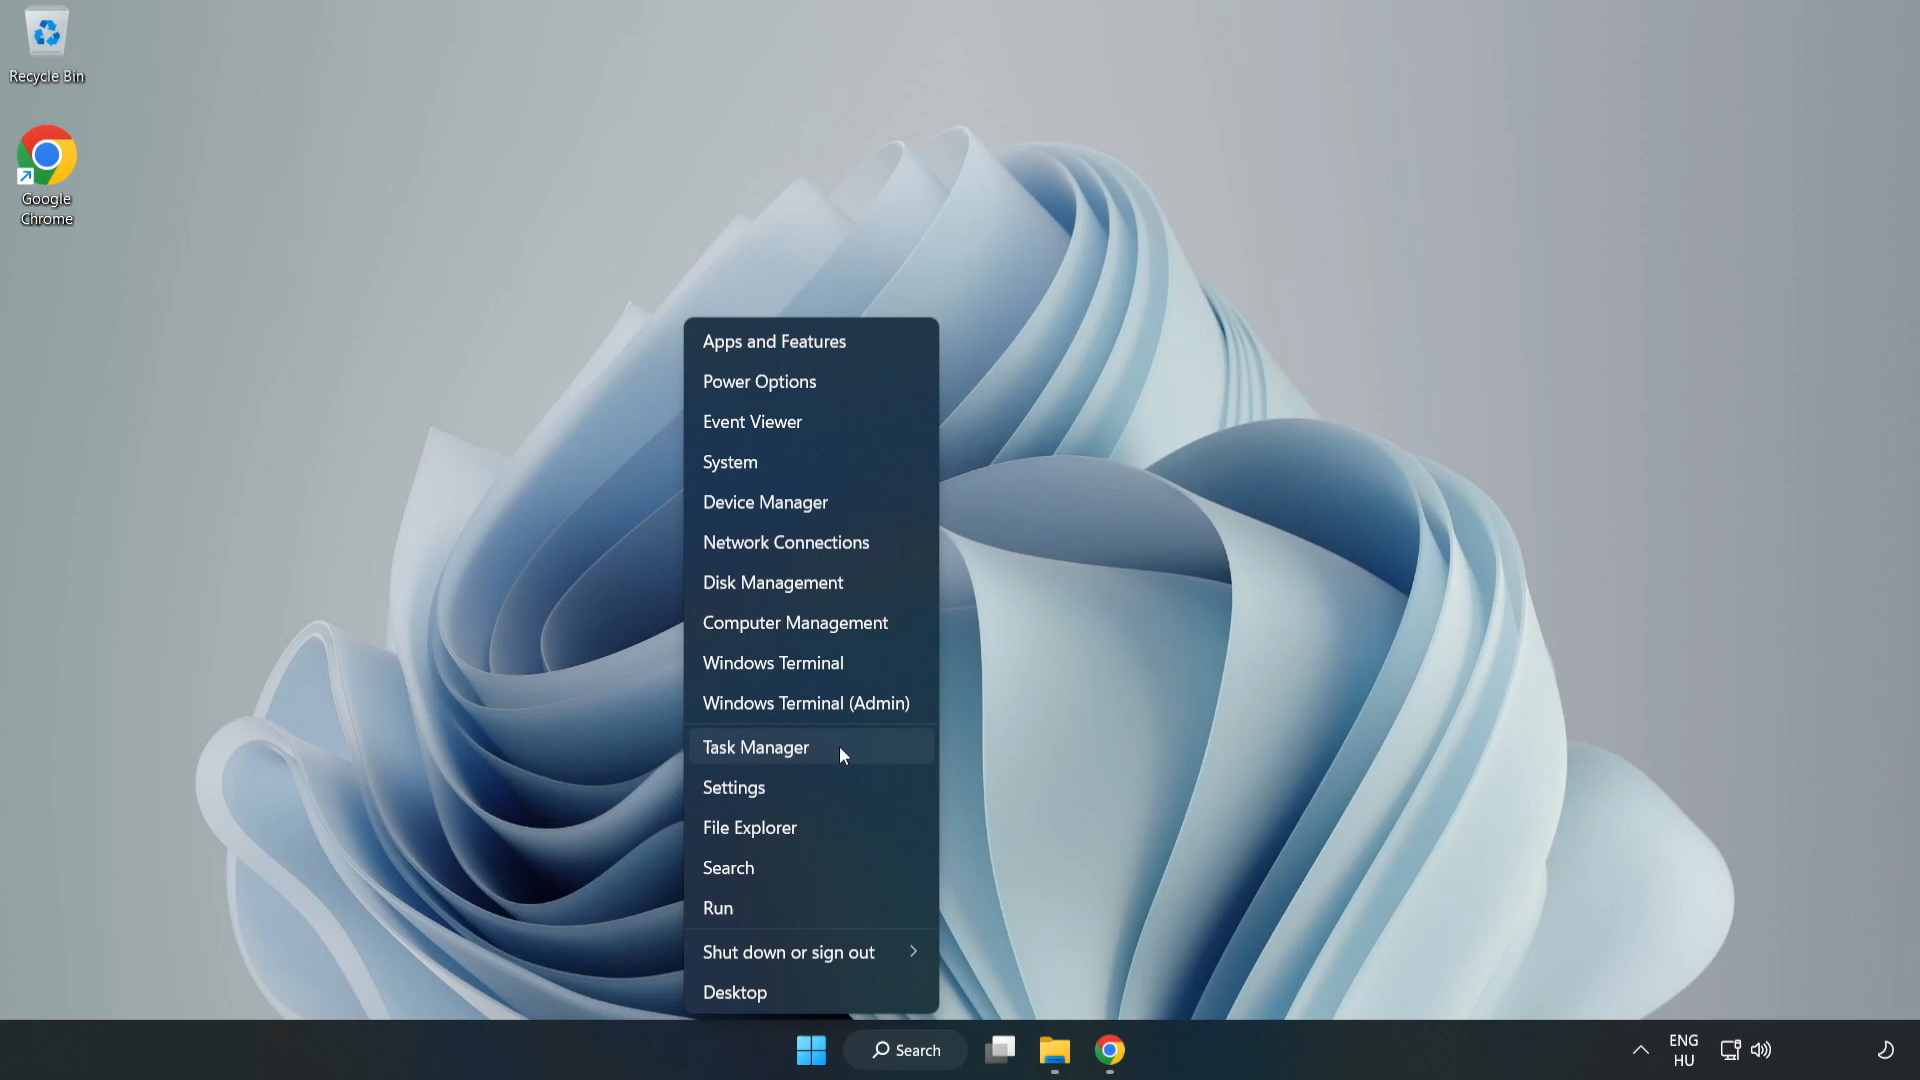 Recycle Bin
Google
Chrome
Apps and Features
Power Options
Event Viewer
System
Device Manager
Network Connections
Disk Management
Computer Management
Windows Terminal
Windows Terminal (Admin)
Task Manager
Settings
File Explorer
Search
Run
Shut down or sign out
Desktop
Search
ENG
HU